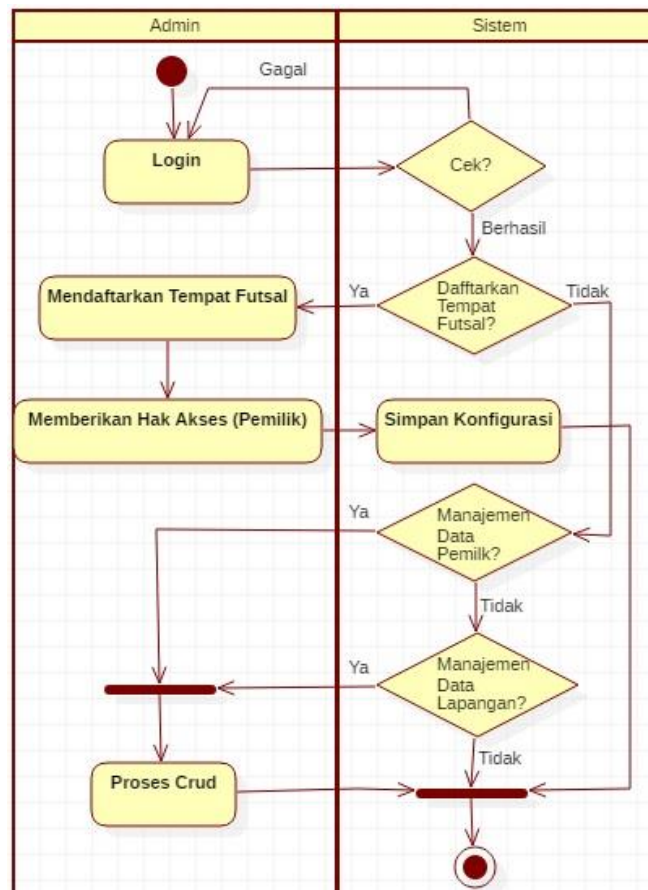 Admin
Sistem
Gagal
Login
Cek?
Berhasil
Mendaftarkan Tempat Futsal
Ya
Dafftarkan
Tempat
Futsal?
Tidak
Memberikan Hak Akses (Pemilik)
Simpan Konfigurasi
Ya
Manajemen
Data
Pemilk?
Tidak
Ya
Manajemen
Data
Lapangan?
Proses Crud
Tidak